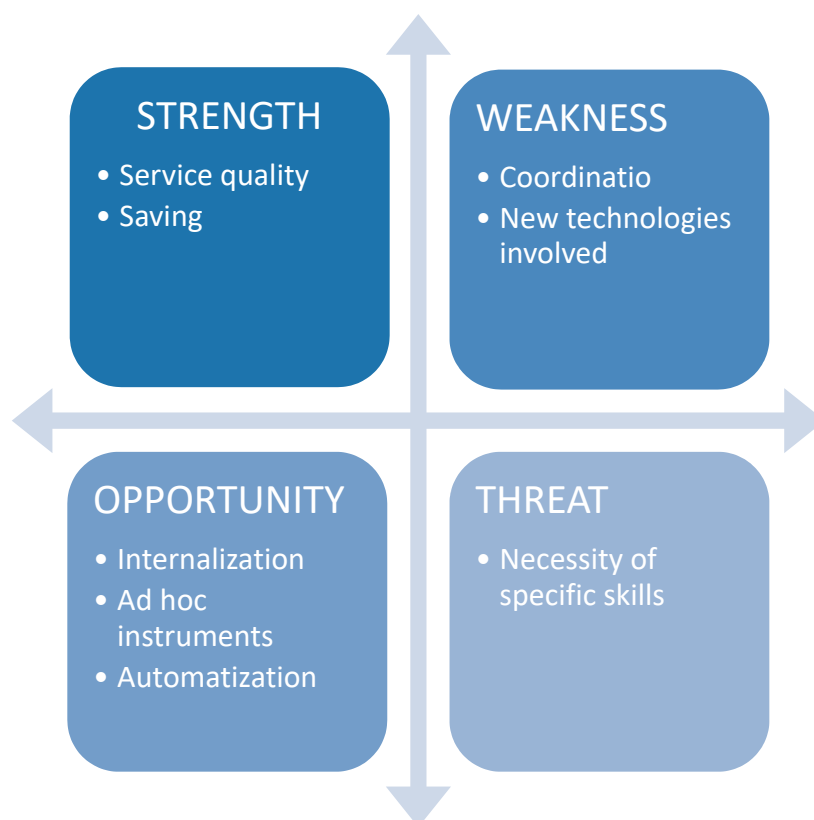 STRENGTH
• Service quality
• Saving
WEAKNESS
• Coordinatio
• New technologies
involved
OPPORTUNITY
• Internalization
• Ad hoc
instruments
• Automatization
THREAT
• Necessity of
specific skills